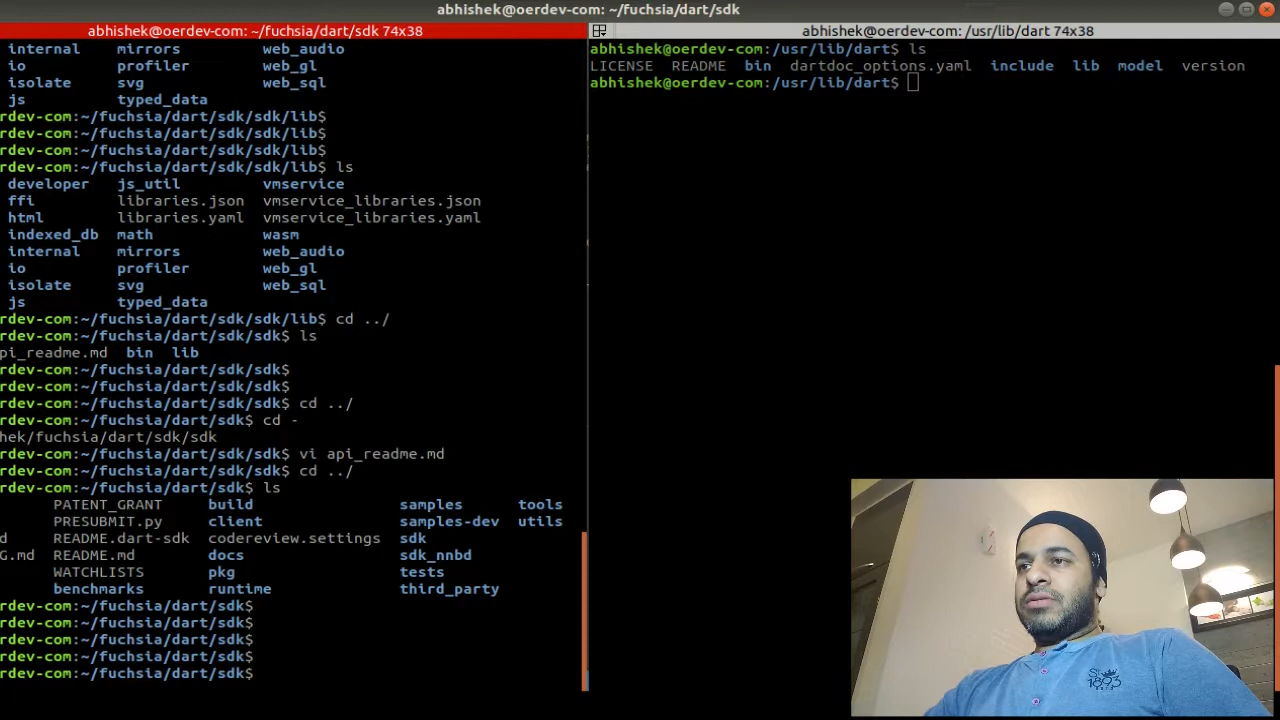 abhishek@oerdev-com: ~/fuchsia/dart/sdk
abhishek@oerdev-com: ~/fuchsia/dart/sdk 74x38
internal mirrors web_audio
io profiler web_gl
isolate svg web_sql
js typed_data
rdev-com:~/fuchsia/dart/sdk/sdk/lib$
rdev-com:~/fuchsia/dart/sdk/sdk/lib$
rdev-com:~/fuchsia/dart/sdk/sdk/lib$
rdev-com:~/fuchsia/dart/sdk/sdk/lib$ ls
developer js_util vmservice
ffi libraries.json vmservice_libraries.json
html libraries.yaml vmservice_libraries.yaml
indexed_db math wasm
internal mirrors web_audio
io profiler web_gl
isolate svg web_sql
js typed_data
rdev-com:~/fuchsia/dart/sdk/sdk/lib$ cd ../
rdev-com:~/fuchsia/dart/sdk/sdk$ ls
pi_readme.md bin lib
rdev-com:~/fuchsia/dart/sdk/sdk$
rdev-com:~/fuchsia/dart/sdk/sdk$
rdev-com:~/fuchsia/dart/sdk/sdk$ cd ../
rdev-com:~/fuchsia/dart/sdk$ cd -
hek/fuchsia/dart/sdk/sdk
rdev-com:~/fuchsia/dart/sdk/sdk$ vi api_readme.md
rdev-com:~/fuchsia/dart/sdk/sdk$ cd ../
rdev-com:~/fuchsia/dart/sdk$ ls
PATENT_GRANT build samples tools
PRESUBMIT.py client samples-dev utils
d README.dart-sdk codereview.settings sdk
G.md README.md docs sdk_nnbd
WATCHLISTS pkg tests
benchmarks runtime third_party
rdev-com:~/fuchsia/dart/sdk$
rdev-com:~/fuchsia/dart/sdk$
rdev-com:~/fuchsia/dart/sdk$
rdev-com:~/fuchsia/dart/sdk$
rdev-com:~/fuchsia/dart/sdk$
abhishek@oerdev-com: /usr/lib/dart 74x38
abhishek@oerdev-com:/usr/lib/dart$ ls
LICENSE README bin dartdoc_options.yaml include lib model version
abhishek@oerdev-com:/usr/lib/dart$
1893